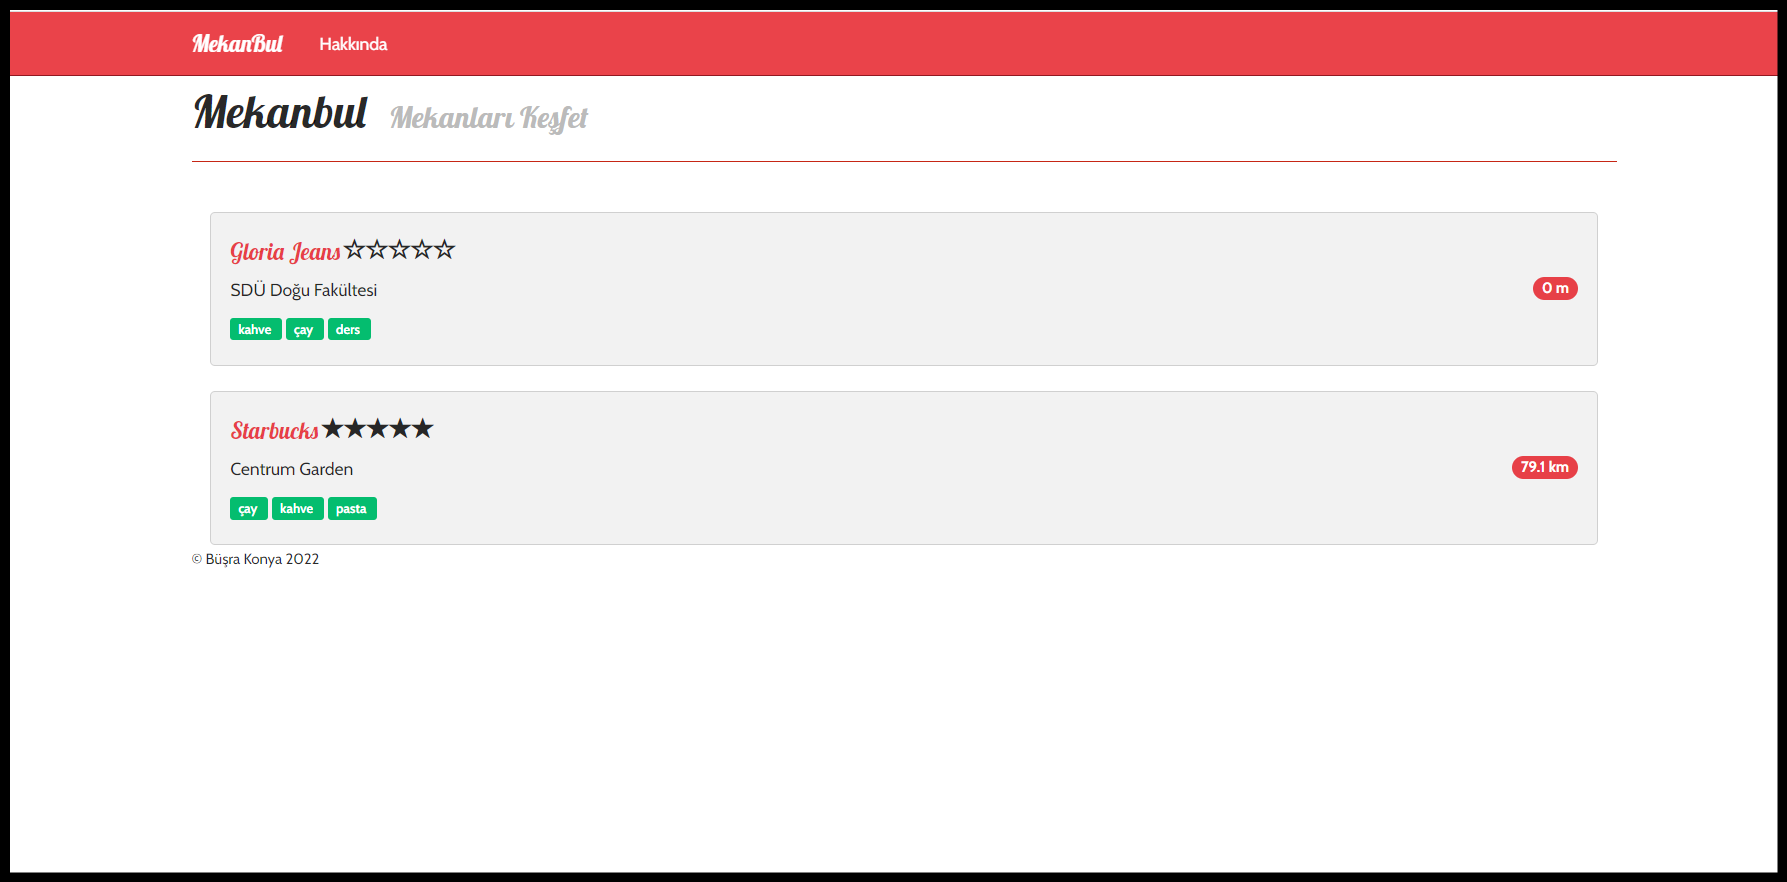 MekanBul Hakkında
Mekanbul Mekanları Keşfet
Gloria Jeans ☆☆☆☆☆
SDÜ Doğu Fakültesi
0 m
kahve çay ders
Starbucks ★★★★★
Centrum Garden
79.1 km
çay kahve pasta
© Büşra Konya 2022